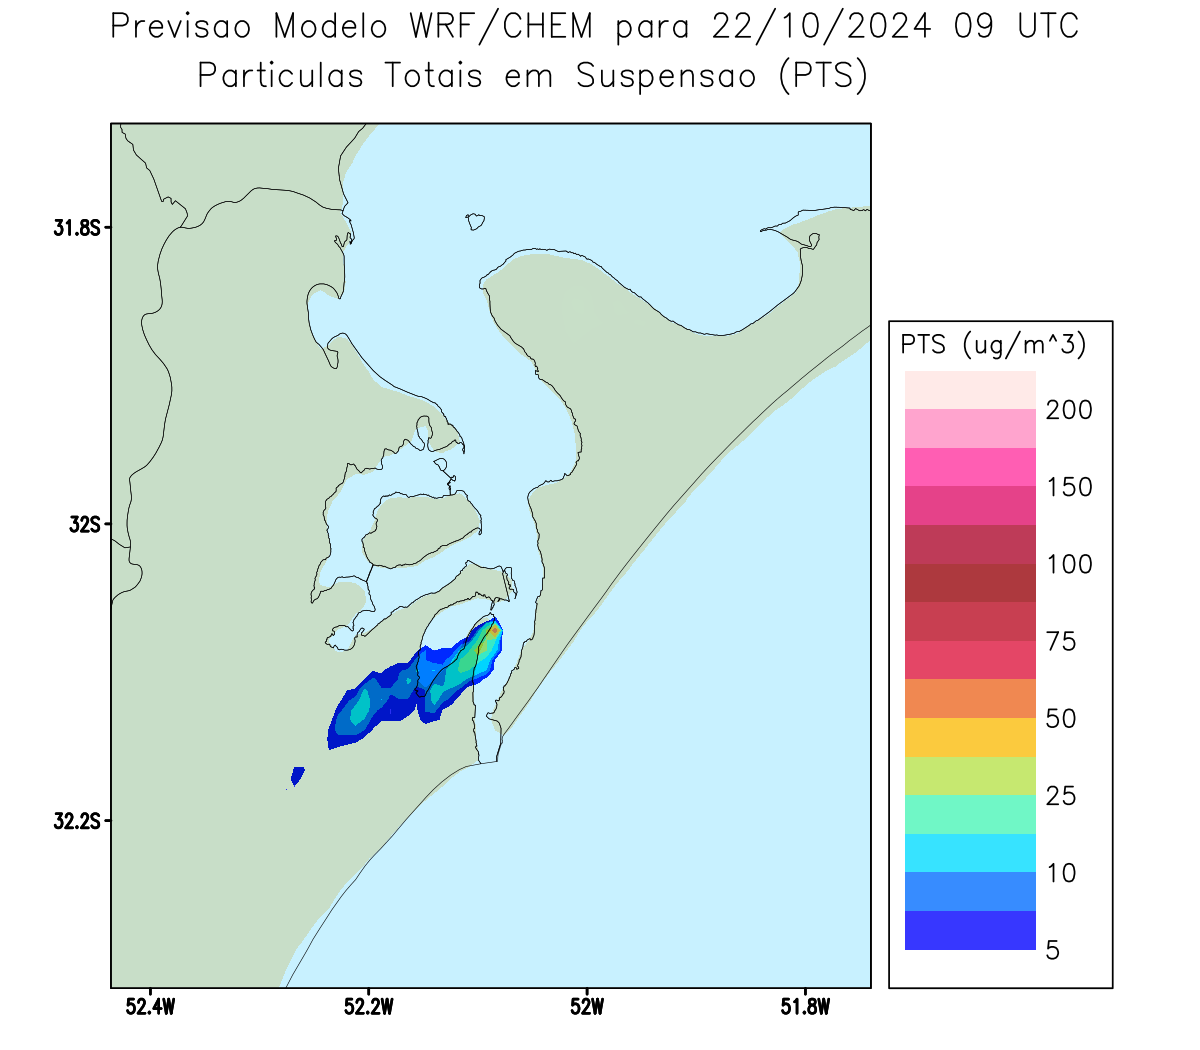 Previsao Modelo WRF/CHEM para 22/10/2024 09 UTC
Particulas Totais em Suspensao (PTS)
31.8S
32S
32.2S
52.4W
52.2W
52W
51.8W
PTS (ug/m^3)
200
150
100
75
50
25
10
5